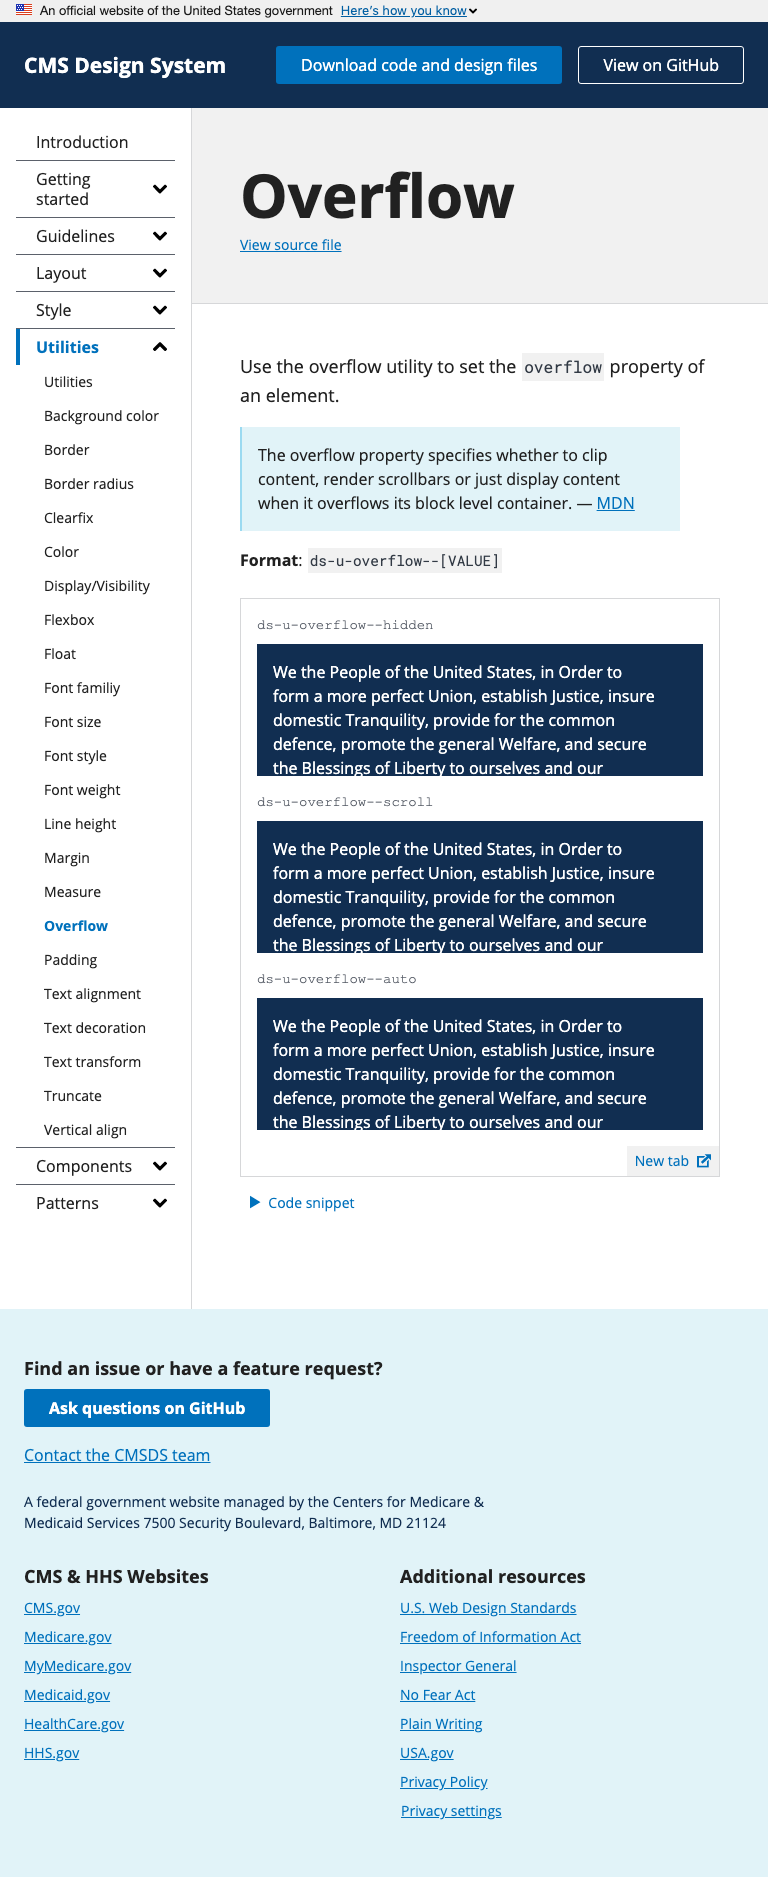 An official website of the United States government Here's how you know
CMS Design System
Download code and design files
View on GitHub
Introduction
Getting
started
Guidelines
Layout
Style
Utilities
Utilities
Background color
Border
Border radius
Clearfix
Color
Display/Visibility
Flexbox
Float
Font familiy
Font size
Font style
Font weight
Line height
Margin
Measure
Overflow
Padding
Text alignment
Text decoration
Text transform
Truncate
Vertical align
Components
Patterns
Overflow
View source file
Use the overflow utility to set the overflow property of
an element.
The overflow property specifies whether to clip
content, render scrollbars or just display content
when it overflows its block level container. — MDN
Format: ds-u-overflow--[VALUE]
ds-u-overflow--hidden
We the People of the United States, in Order to
form a more perfect Union, establish Justice, insure
domestic Tranquility, provide for the common
defence, promote the general Welfare, and secure
the Blessings of Liberty to ourselves and our
ds-u-overflow--scroll
We the People of the United States, in Order to
form a more perfect Union, establish Justice, insure
domestic Tranquility, provide for the common
defence, promote the general Welfare, and secure
the Blessings of Liberty to ourselves and our
ds-u-overflow--auto
We the People of the United States, in Order to
form a more perfect Union, establish Justice, insure
domestic Tranquility, provide for the common
defence, promote the general Welfare, and secure
the Blessings of Liberty to ourselves and our
New tab
Code snippet
Find an issue or have a feature request?
Ask questions on GitHub
Contact the CMSDS team
A federal government website managed by the Centers for Medicare &
Medicaid Services 7500 Security Boulevard, Baltimore, MD 21124
CMS & HHS Websites
CMS.gov
Medicare.gov
MyMedicare.gov
Medicaid.gov
HealthCare.gov
HHS.gov
Additional resources
U.S. Web Design Standards
Freedom of Information Act
Inspector General
No Fear Act
Plain Writing
USA.gov
Privacy Policy
Privacy settings